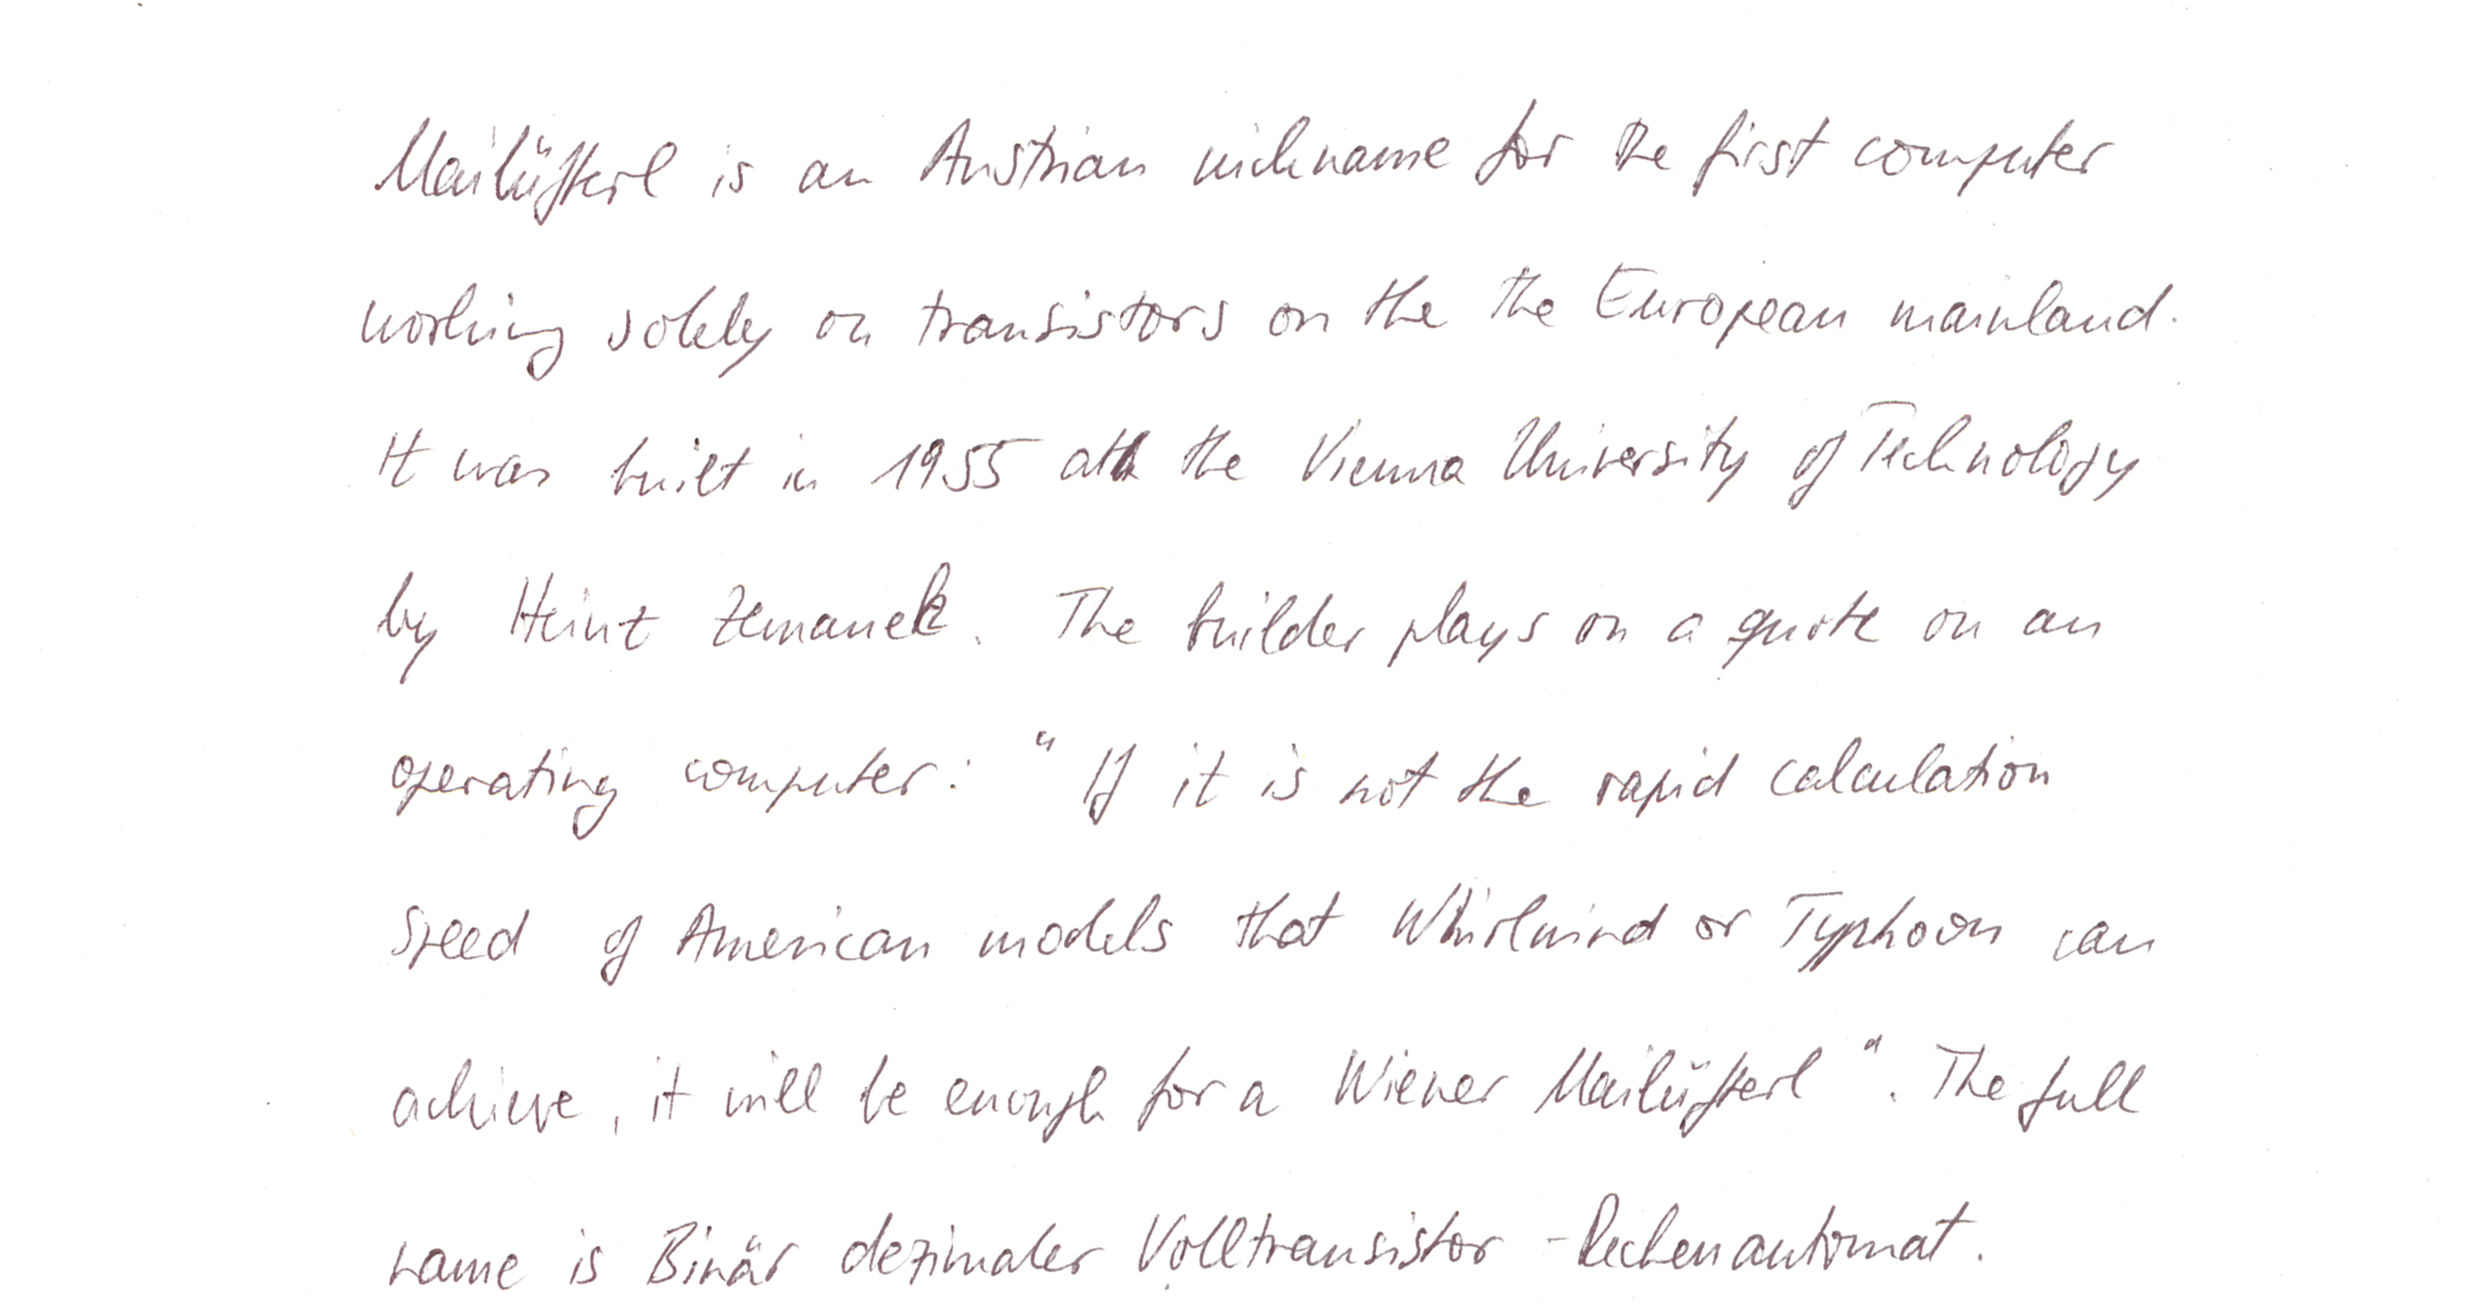 Mailüfterl is an Austrian nickname for the first computer
working solely on transistors on the the European mainland.
It was built in 1955 at the Vienna University of Technology
by Heinz Zemanek. The builder plays on a quote on an
operating computer: "If it is not the rapid calculation
speed of American models that Whirlwind or Typhoon can
achieve, it will be enough for a Wiener Mailüfterl". The full
name is Binär dezimaler Volltransistor-Rechenautomat.